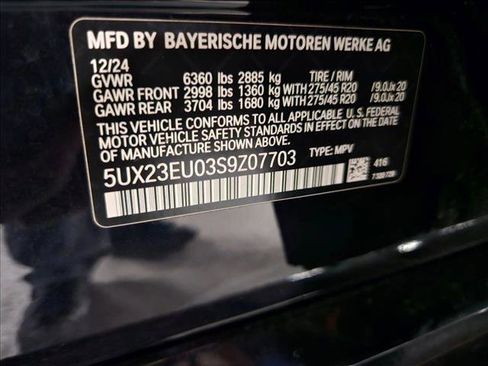 MFD BY BAYERISCHE MOTOREN WERKE AG
12/24
GVWR 6360 lbs 2885 kg TIRE / RIM
GAWR FRONT 2998 lbs 1360 kg WITH 275/45 R20 /9.0Jx20
GAWR REAR 3704 lbs 1680 kg WITH 275/45 R20 /9.0Jx20
THIS VEHICLE CONFORMS TO ALL APPLICABLE U.S. FEDERAL
MOTOR VEHICLE SAFETY STANDARDS IN EFFECT ON THE DATE
OF MANUFACTURE SHOWN ABOVE.
5UX23EU03S9Z07703 TYPE: MPV
416